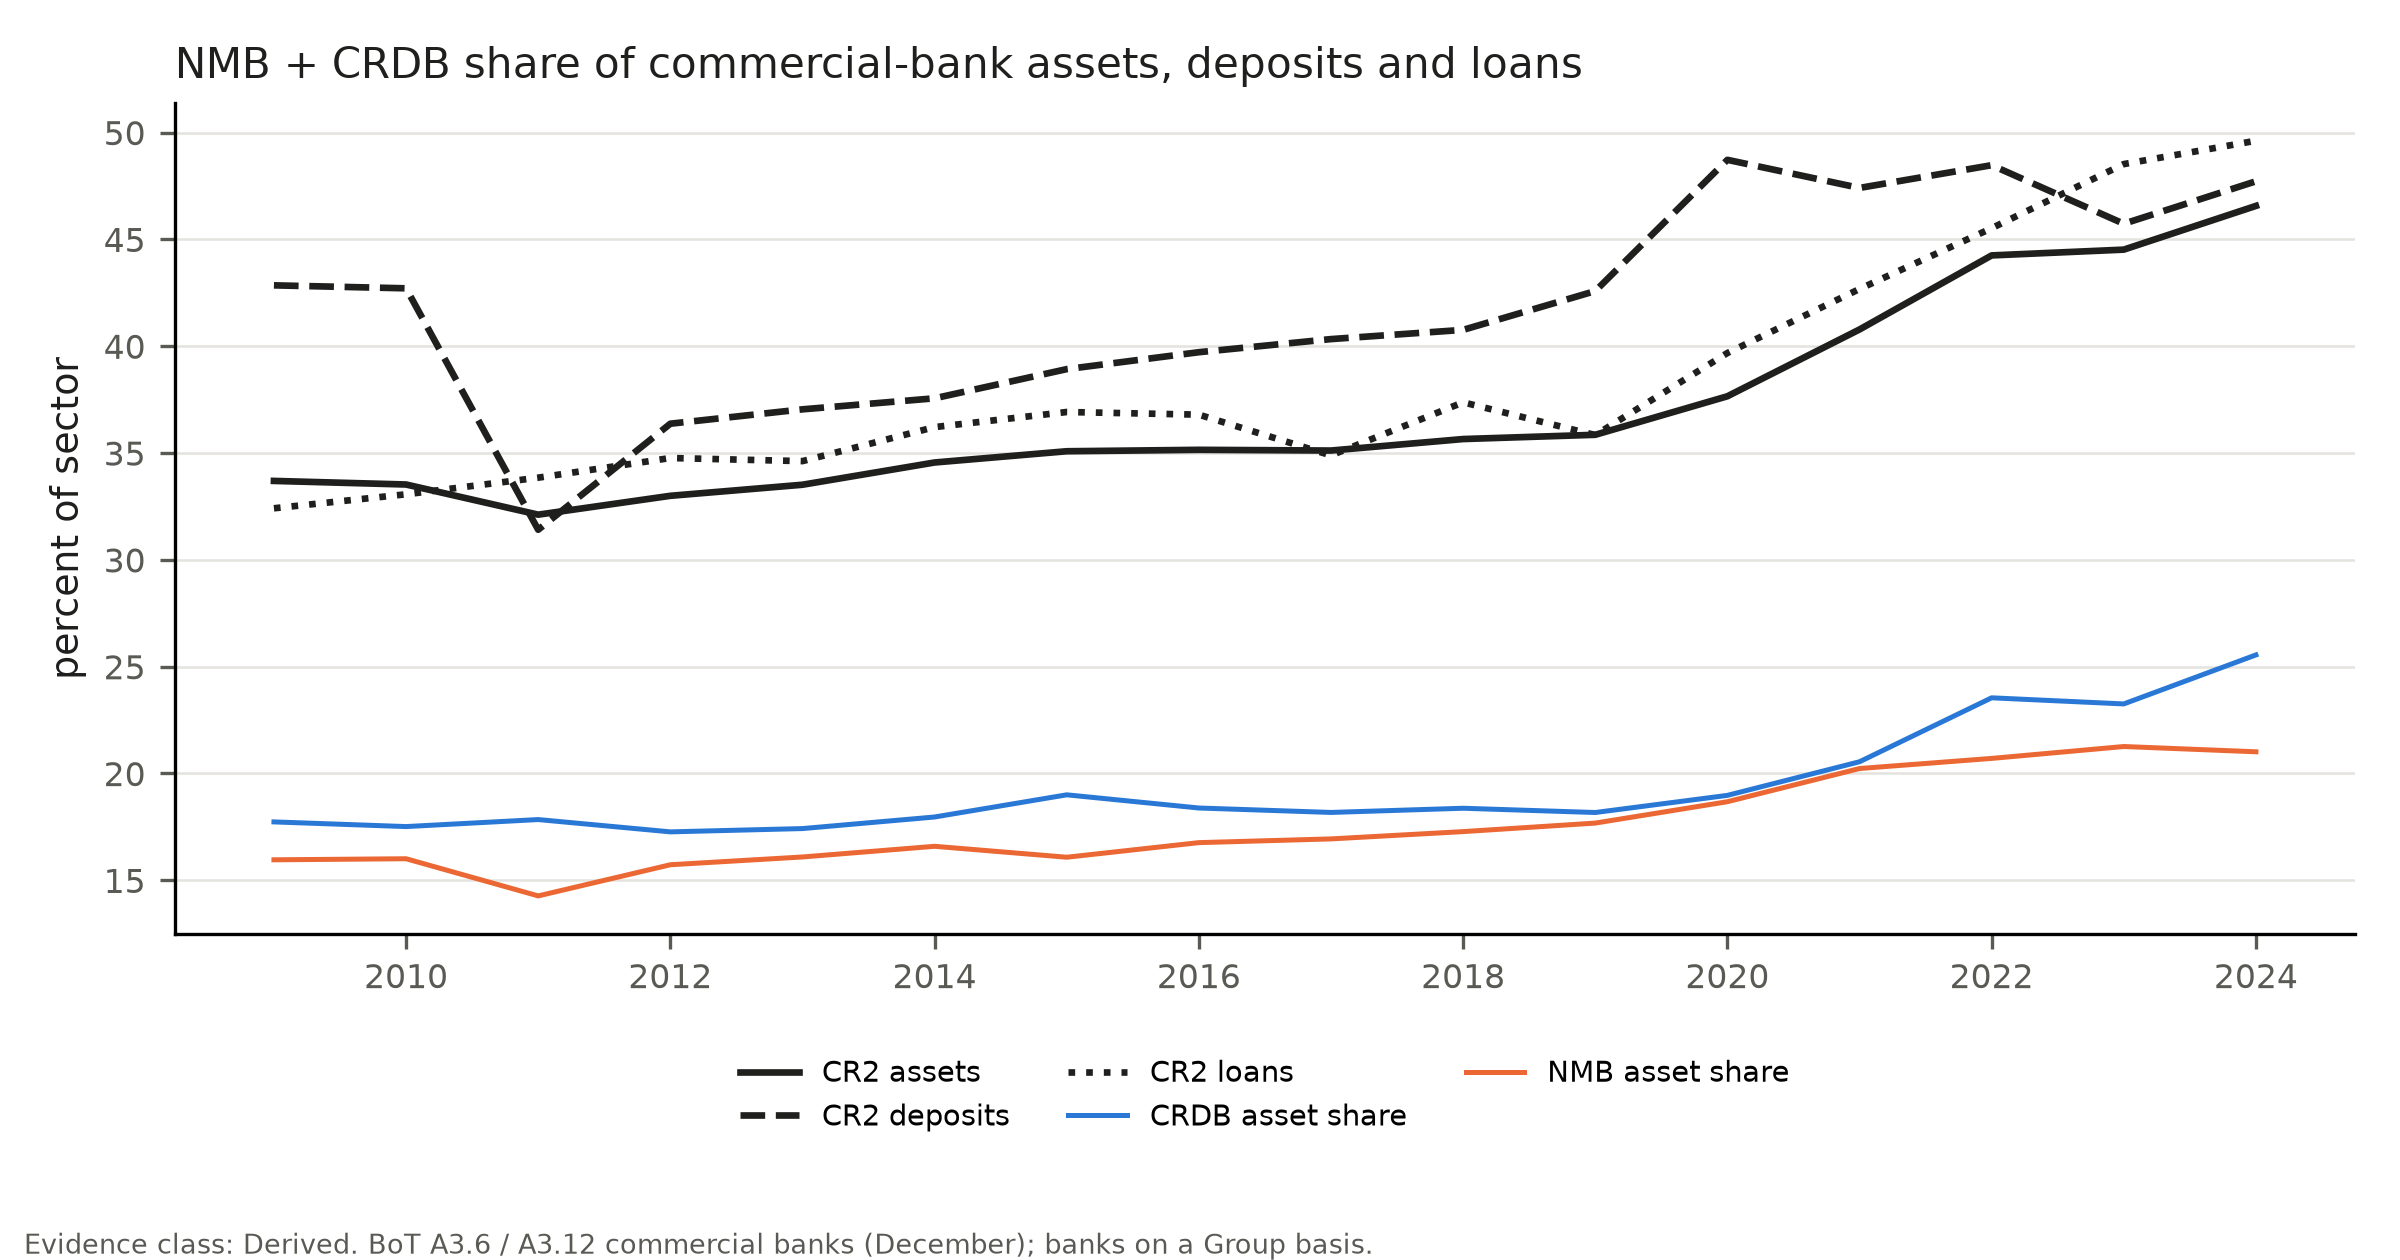 NMB + CRDB share of commercial-bank assets, deposits and loans
percent of sector
50
45
40
35
30
25
20
15
2010 2012 2014 2016 2018 2020 2022 2024
CR2 assets CR2 loans NMB asset share
CR2 deposits CRDB asset share
Evidence class: Derived. BoT A3.6 / A3.12 commercial banks (December); banks on a Group basis.